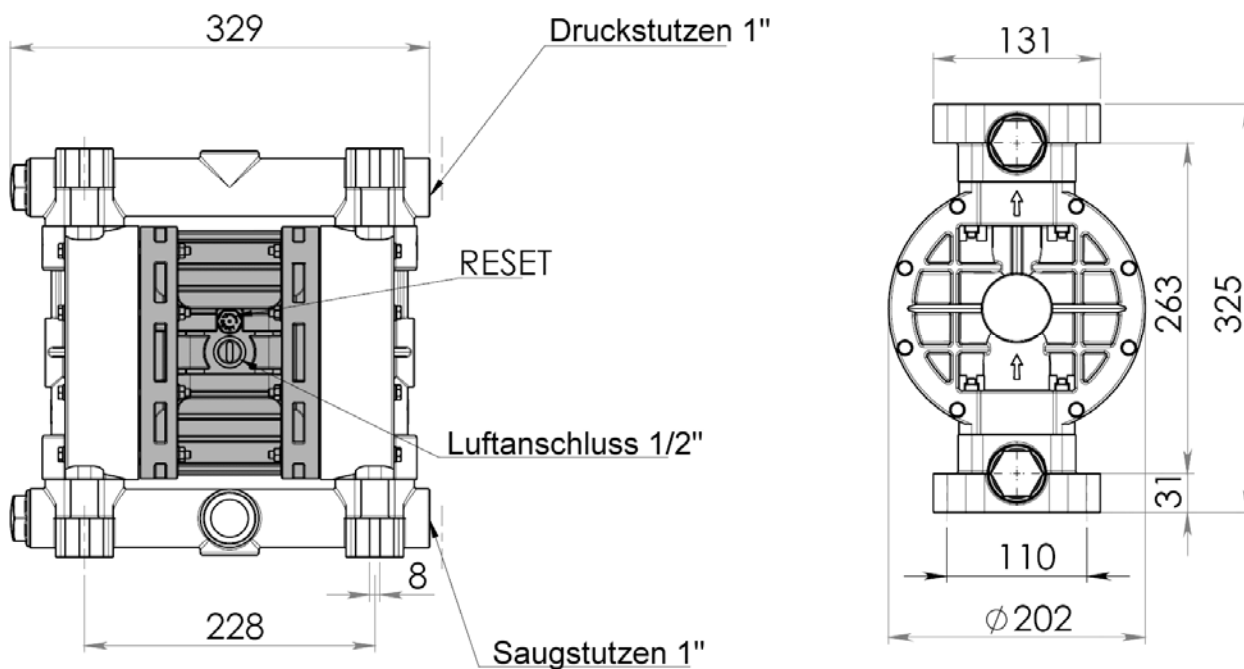 329
Druckstutzen 1"
131
RESET
263
325
Luftanschluss 1/2"
31
8
110
228
⌀202
Saugstutzen 1"